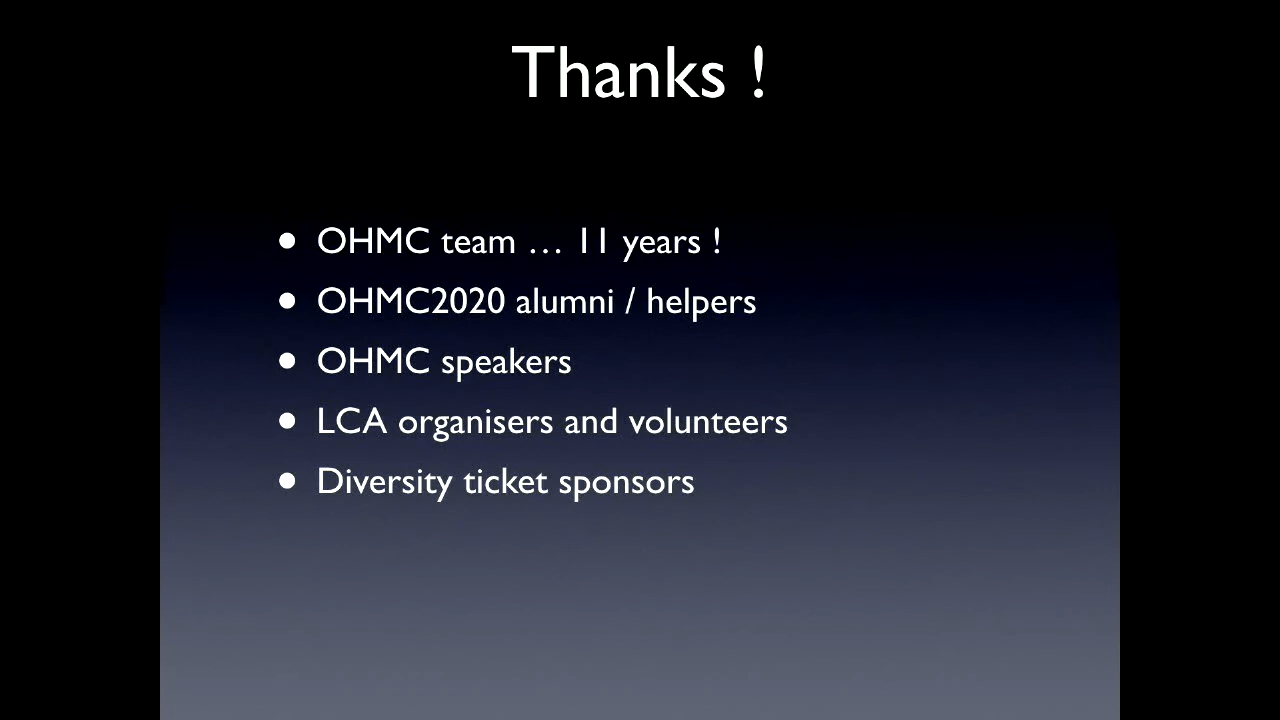 Thanks !
• OHMC team … 11 years !
• OHMC2020 alumni / helpers
• OHMC speakers
• LCA organisers and volunteers
• Diversity ticket sponsors